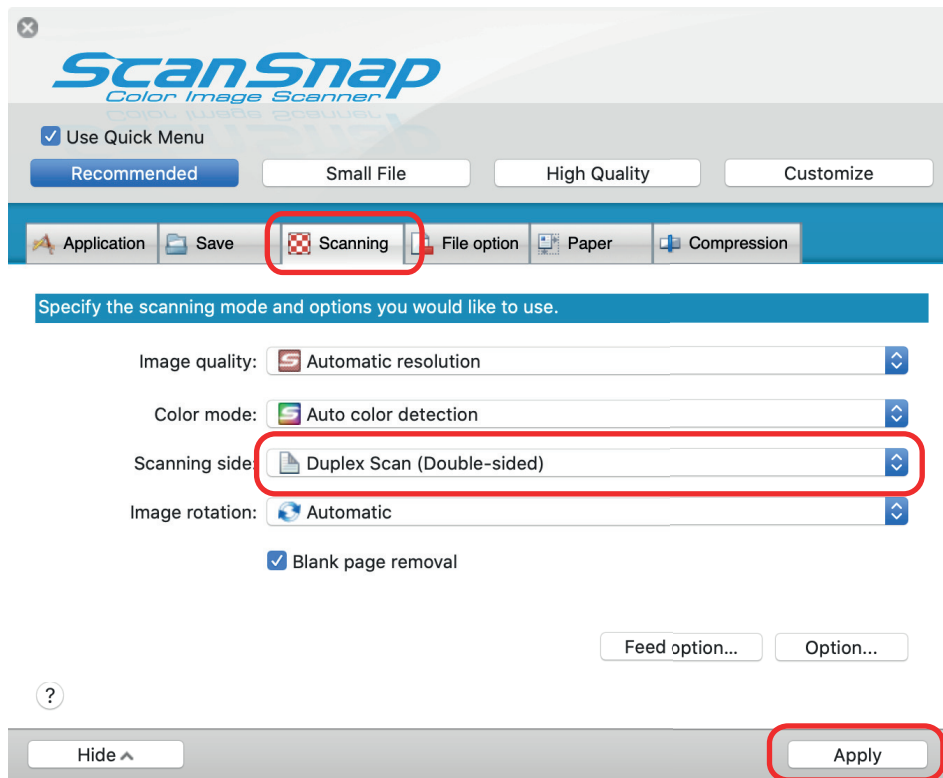 ScanSnap
Color Image Scanner
Use Quick Menu
Recommended Small File High Quality Customize
Application Save Scanning File option Paper Compression
Specify the scanning mode and options you would like to use.
Image quality: Automatic resolution
Color mode: Auto color detection
Scanning side: Duplex Scan (Double-sided)
Image rotation: Automatic
Blank page removal
Feed option... Option...
?
Hide Apply